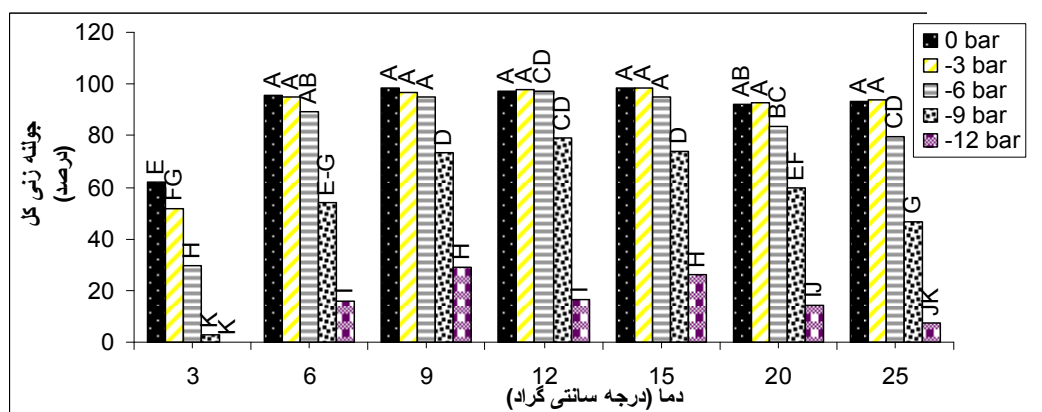 120
100
80
60
40
20
0
جوانه زنی کل
(درصد)
E FG H K K
A A AB E-G I
A A A D H
A A CD CD I
A A A D H
AB A BC EF IJ
A A CD G JK
3 6 9 12 15 20 25
دما (درجه سانتی گراد)
0 bar
-3 bar
-6 bar
-9 bar
-12 bar